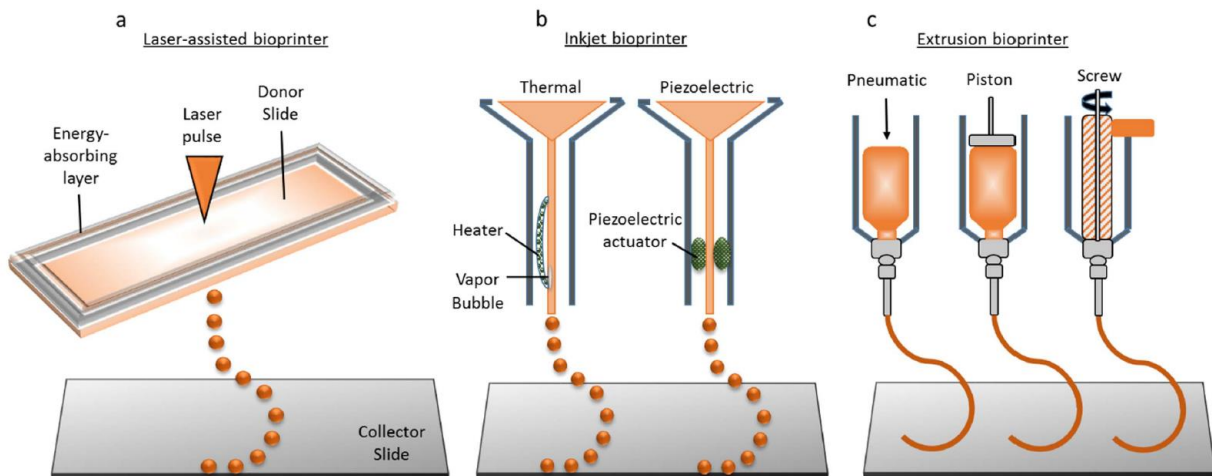 a
Laser-assisted bioprinter
Energy-
absorbing
layer
Laser
pulse
Donor
Slide
Collector
Slide
b
Inkjet bioprinter
Thermal
Piezoelectric
Heater
Vapor
Bubble
Piezoelectric
actuator
c
Extrusion bioprinter
Pneumatic
Piston
Screw